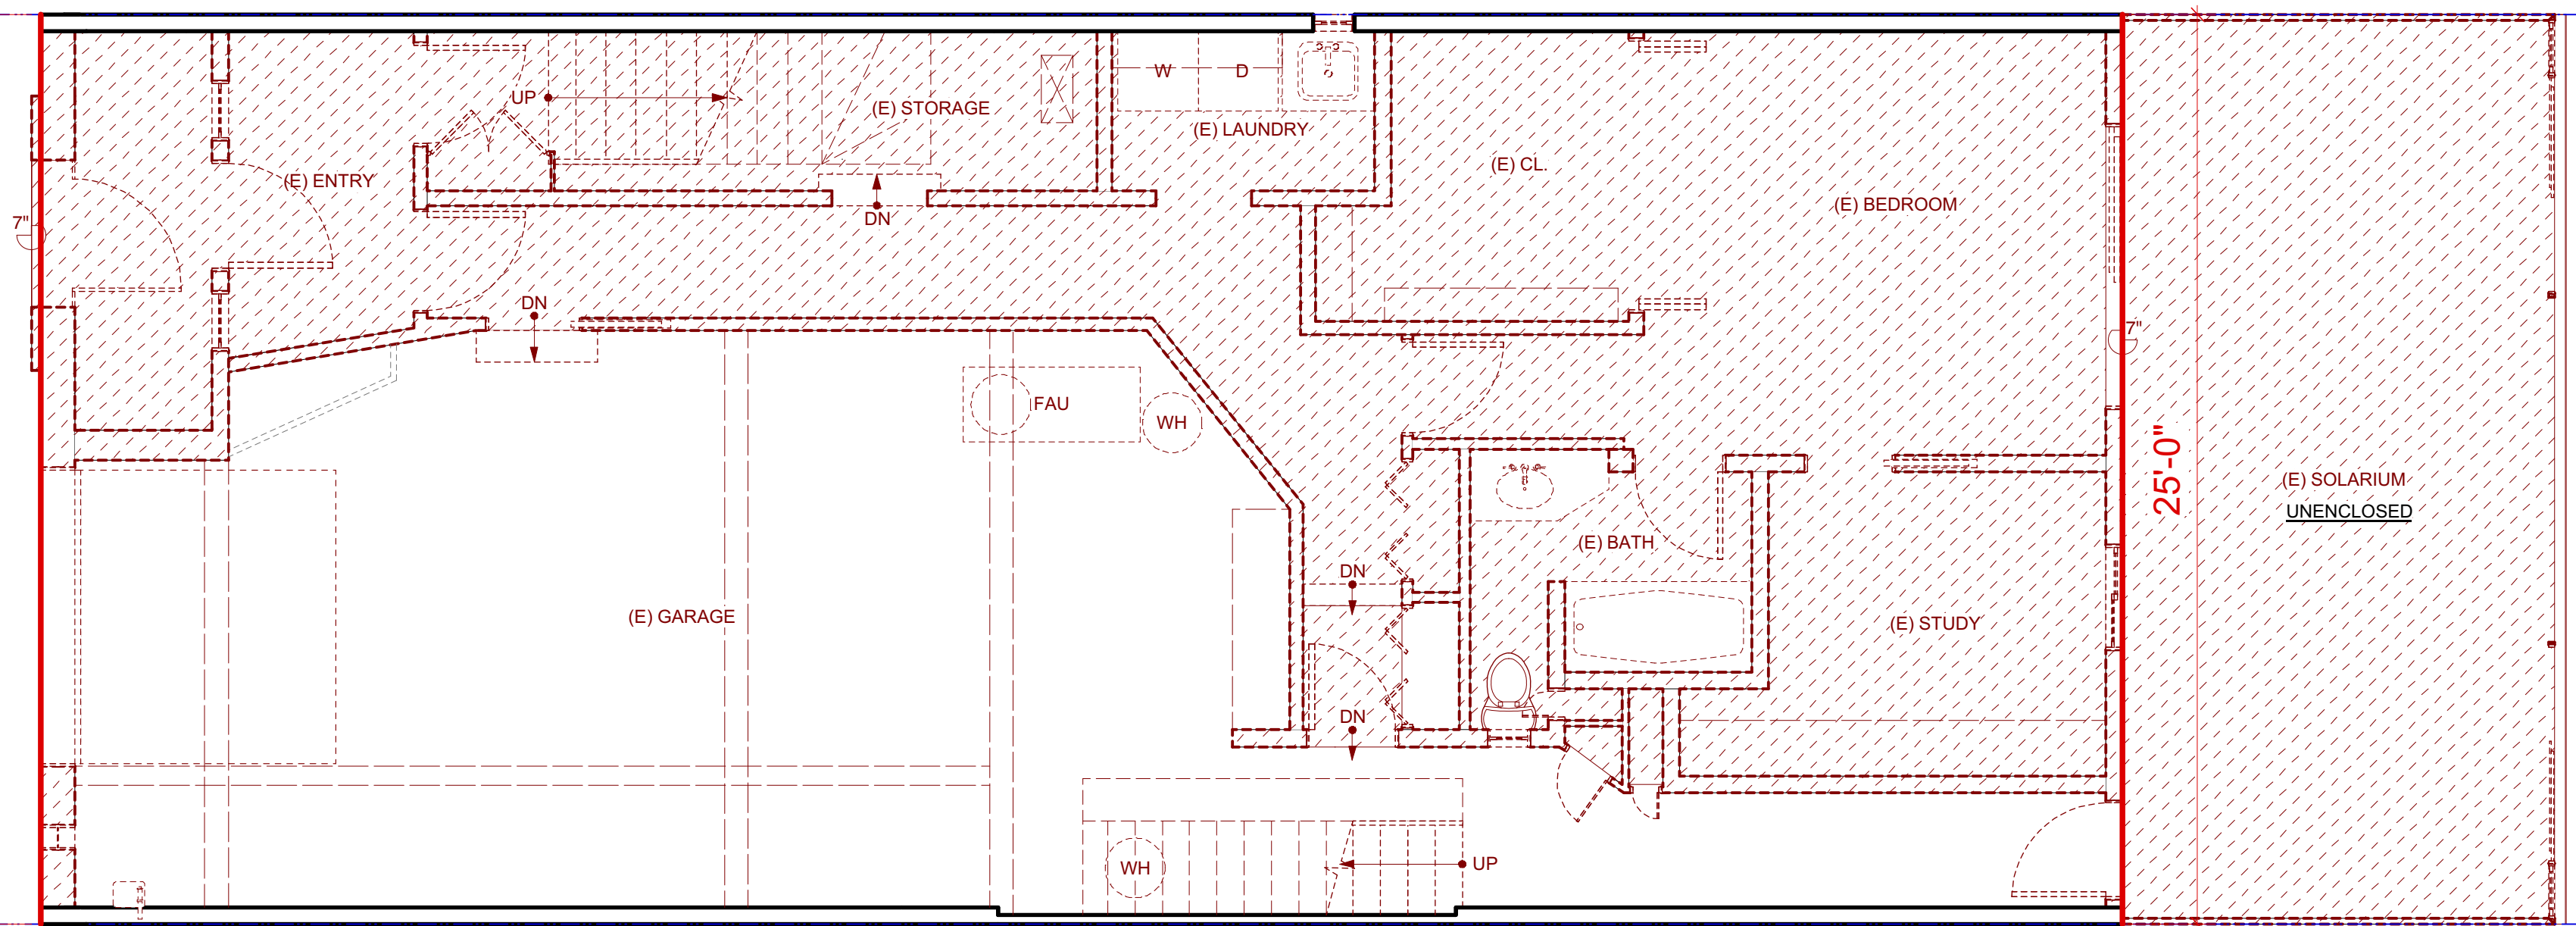 W
D
UP
(E) STORAGE
(E) LAUNDRY
(E) CL.
(E) ENTRY
(E) BEDROOM
7"
DN
DN
7"
FAU
WH
25'-0"
(E) SOLARIUM
UNENCLOSED
(E) BATH
DN
(E) GARAGE
(E) STUDY
DN
WH
UP